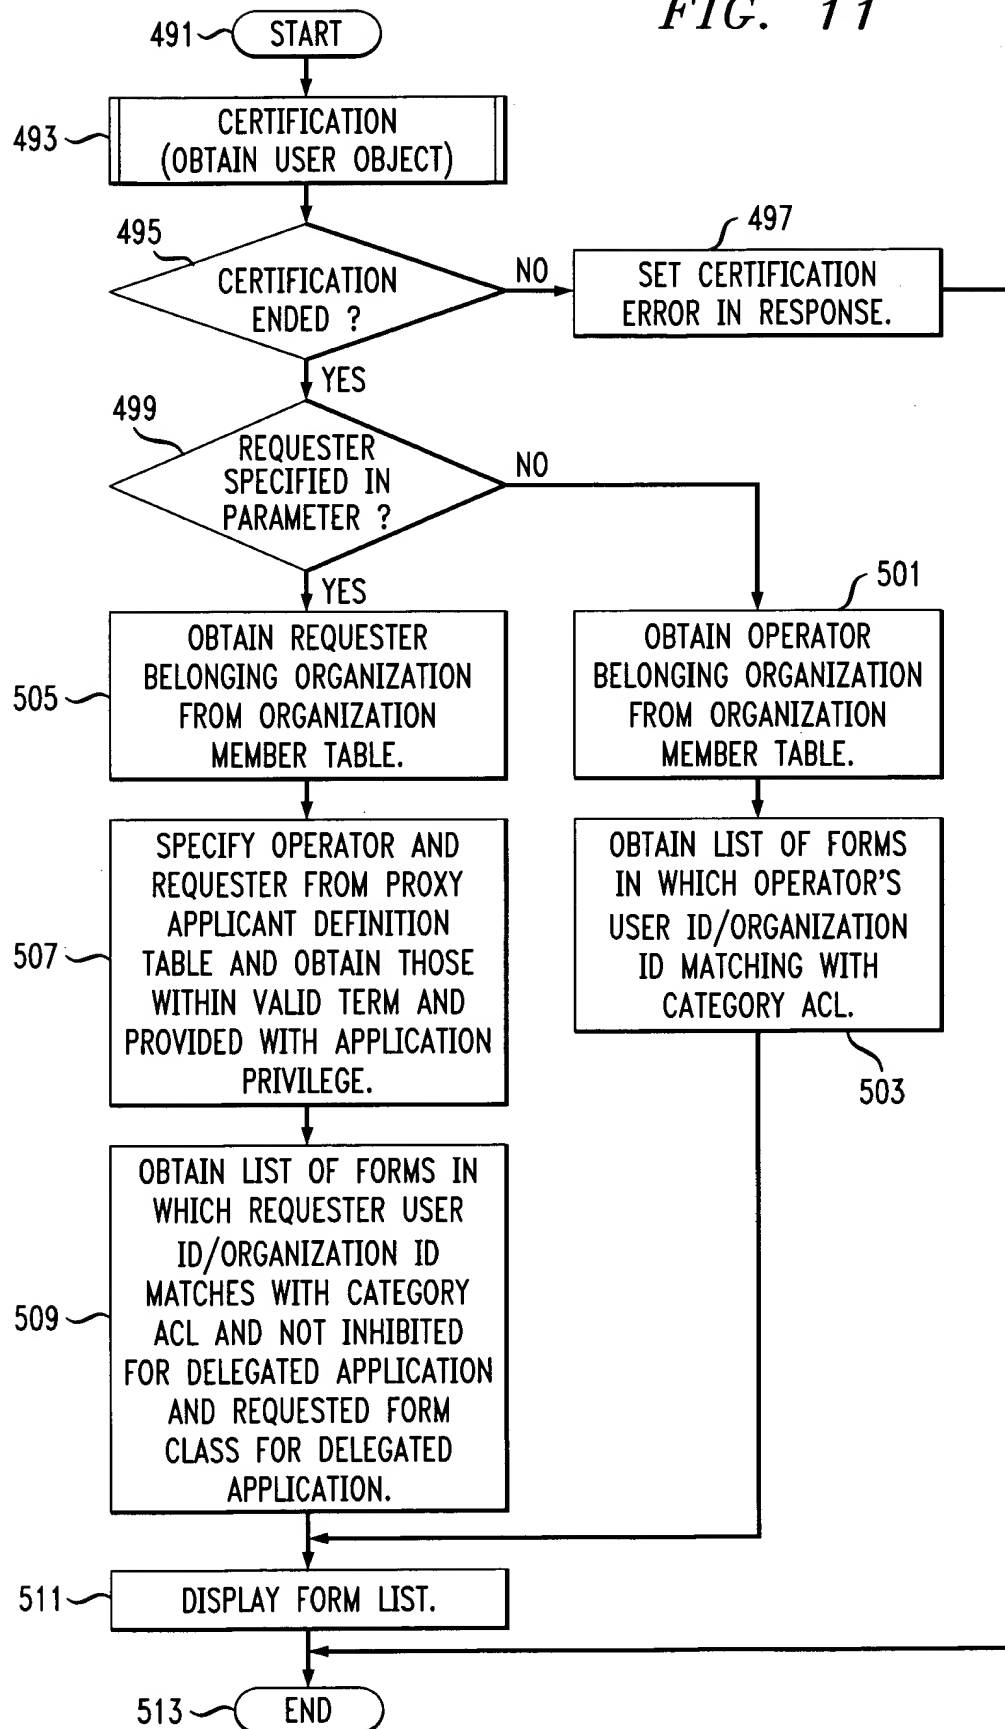 FIG. 11
491
START
493
CERTIFICATION
(OBTAIN USER OBJECT)
495
CERTIFICATION
ENDED ?
NO
497
SET CERTIFICATION
ERROR IN RESPONSE.
YES
499
REQUESTER
SPECIFIED IN
PARAMETER ?
NO
YES
501
OBTAIN OPERATOR
BELONGING ORGANIZATION
FROM ORGANIZATION
MEMBER TABLE.
505
OBTAIN REQUESTER
BELONGING ORGANIZATION
FROM ORGANIZATION
MEMBER TABLE.
OBTAIN LIST OF FORMS
IN WHICH OPERATOR'S
USER ID/ORGANIZATION
ID MATCHING WITH
CATEGORY ACL.
503
507
SPECIFY OPERATOR AND
REQUESTER FROM PROXY
APPLICANT DEFINITION
TABLE AND OBTAIN THOSE
WITHIN VALID TERM AND
PROVIDED WITH APPLICATION
PRIVILEGE.
509
OBTAIN LIST OF FORMS IN
WHICH REQUESTER USER
ID/ORGANIZATION ID
MATCHES WITH CATEGORY
ACL AND NOT INHIBITED
FOR DELEGATED APPLICATION
AND REQUESTED FORM
CLASS FOR DELEGATED
APPLICATION.
511
DISPLAY FORM LIST.
513
END